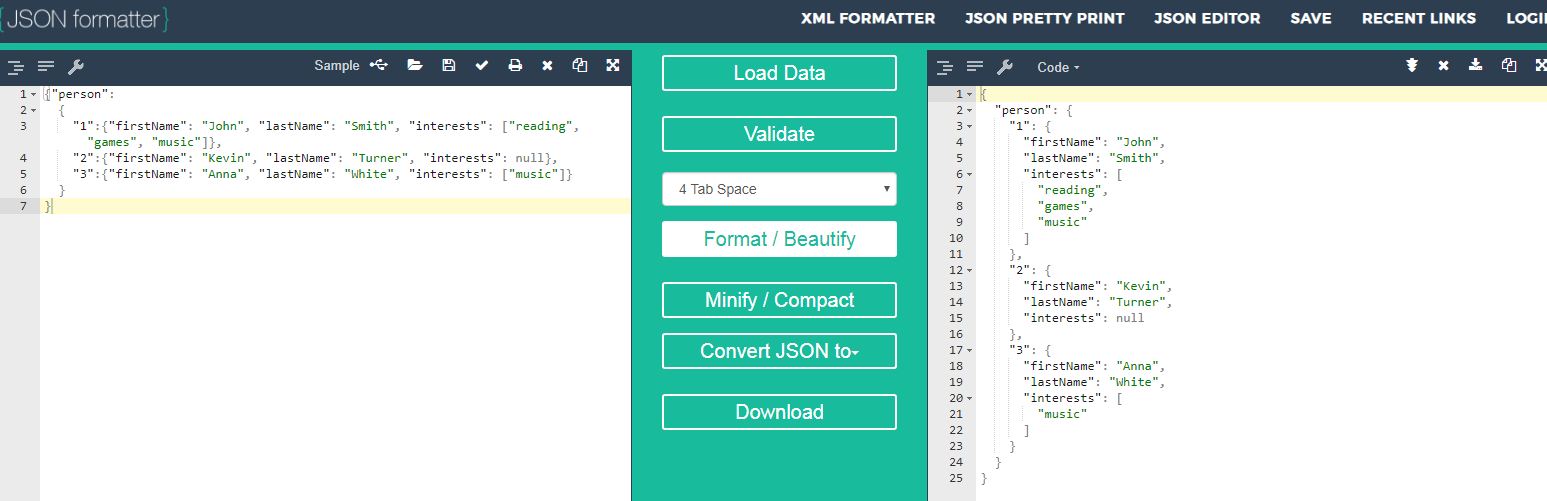 {JSON formatter}
XML FORMATTER JSON PRETTY PRINT JSON EDITOR SAVE RECENT LINKS LOGI
Sample
1 {"person":
2 {
3 "1":{"firstName": "John", "lastName": "Smith", "interests": ["reading",
"games", "music"]},
4 "2":{"firstName": "Kevin", "lastName": "Turner", "interests": null},
5 "3":{"firstName": "Anna", "lastName": "White", "interests": ["music"]}
6 }
7 }
Load Data
Validate
4 Tab Space
Format / Beautify
Minify / Compact
Convert JSON to
Download
Code
1 {
2 "person": {
3 "1": {
4 "firstName": "John",
5 "lastName": "Smith",
6 "interests": [
7 "reading",
8 "games",
9 "music"
10 ]
11 },
12 "2": {
13 "firstName": "Kevin",
14 "lastName": "Turner",
15 "interests": null
16 },
17 "3": {
18 "firstName": "Anna",
19 "lastName": "White",
20 "interests": [
21 "music"
22 ]
23 }
24 }
25 }